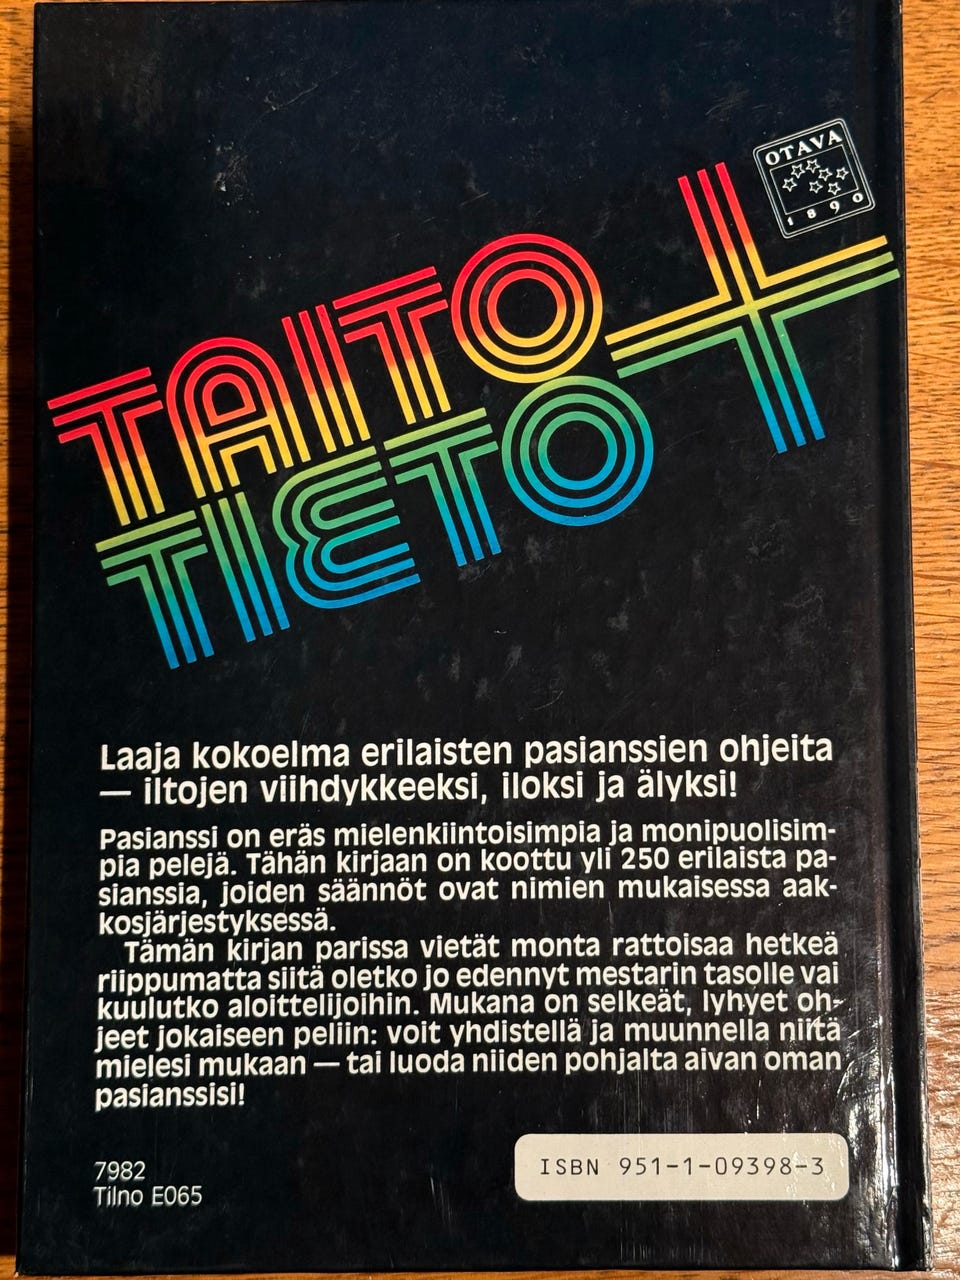 OTAVA
1890
TAITO +
TIETO
Laaja kokoelma erilaisten pasianssien ohjeita
— iltojen viihdykkeeksi, iloksi ja älyksi!
Pasianssi on eräs mielenkiintoisimpia ja monipuolisim-
pia pelejä. Tähän kirjaan on koottu yli 250 erilaista pa-
sianssia, joiden säännöt ovat nimien mukaisessa aak-
kosjärjestyksessä.
Tämän kirjan parissa vietät monta rattoisaa hetkeä
riippumatta siitä oletko jo edennyt mestarin tasolle vai
kuulutko aloittelijoihin. Mukana on selkeät, lyhyet oh-
jeet jokaiseen peliin: voit yhdistellä ja muunnella niitä
mielesi mukaan — tai luoda niiden pohjalta aivan oman
pasianssisi!
7982
Tilno E065
ISBN 951-1-09398-3